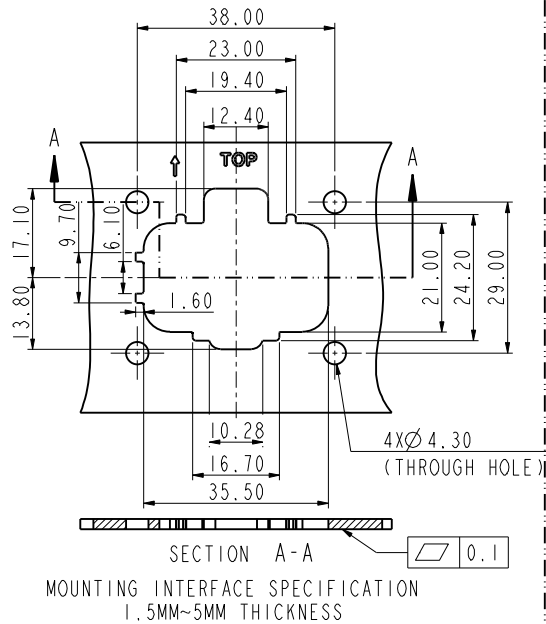 38.00
23.00
19.40
12.40
A
TOP
A
17.10
9.70
6.10
13.80
1.60
21.00
24.20
29.00
10.28
16.70
35.50
4XØ4.30
(THROUGH HOLE)
SECTION A-A
0.1
MOUNTING INTERFACE SPECIFICATION
1.5MM~5MM THICKNESS